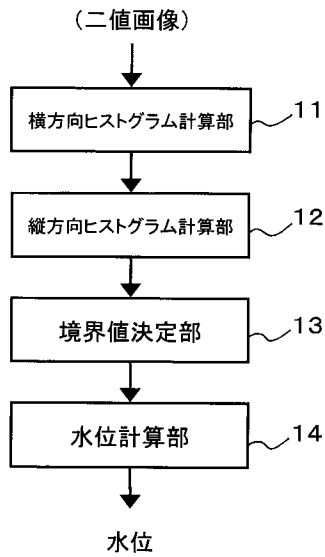 （二値画像）
横方向ヒストグラム計算部
11
縦方向ヒストグラム計算部
12
境界値決定部
13
水位計算部
14
水位